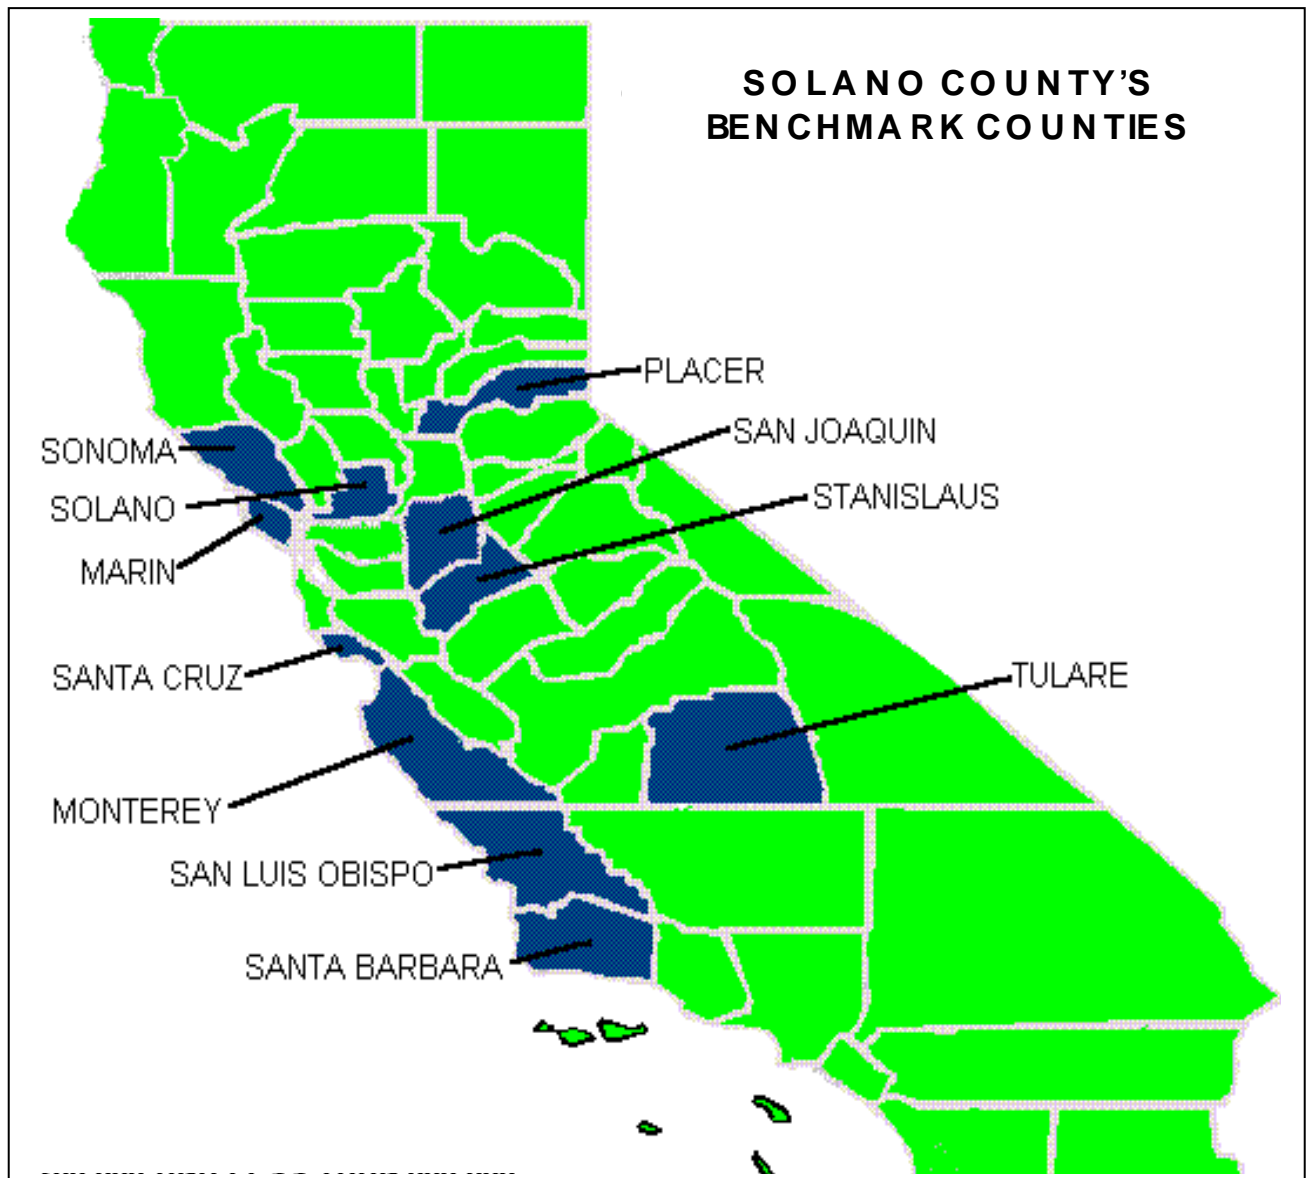 SOLANO COUNTY'S
BENCHMARK COUNTIES
PLACER
SAN JOAQUIN
SONOMA
STANISLAUS
SOLANO
MARIN
SANTA CRUZ
TULARE
MONTEREY
SAN LUIS OBISPO
SANTA BARBARA